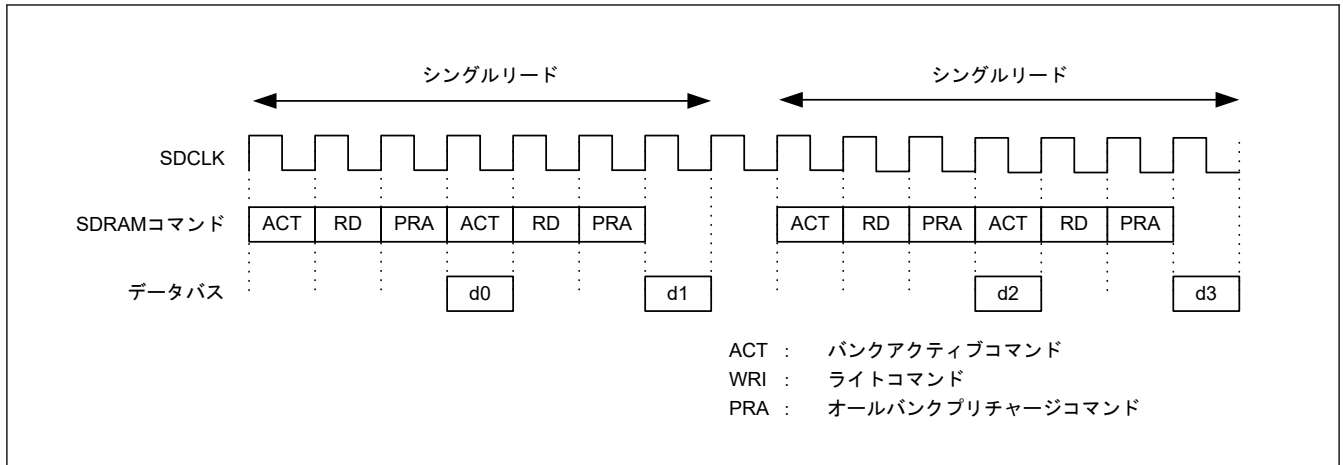 シングルリード シングルリード
SDCLK
SDRAMコマンド ACT RD PRA ACT RD PRA ACT RD PRA ACT RD PRA
データバス d0 d1 d2 d3
ACT : バンクアクティブコマンド
WRI : ライトコマンド
PRA : オールバンクプリチャージコマンド